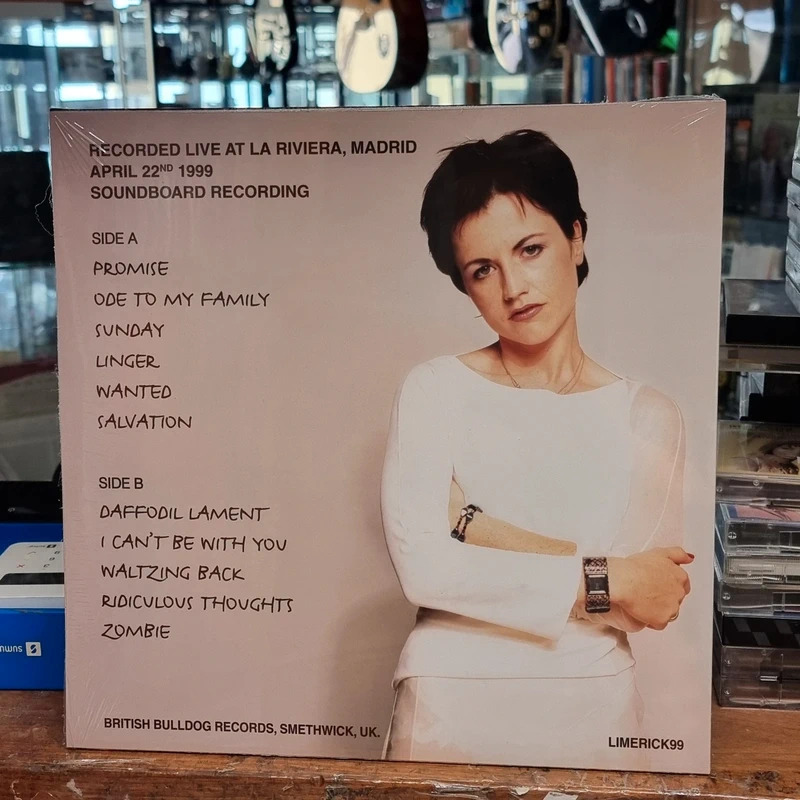 RECORDED LIVE AT LA RIVIERA, MADRID
APRIL 22ND 1999
SOUNDBOARD RECORDING
SIDE A
PROMISE
ODE TO MY FAMILY
SUNDAY
LINGER
WANTED
SALVATION
SIDE B
DAFFODIL LAMENT
I CAN'T BE WITH YOU
WALTZING BACK
RIDICULOUS THOUGHTS
ZOMBIE
BRITISH BULLDOG RECORDS, SMETHWICK, UK.
LIMERICK99